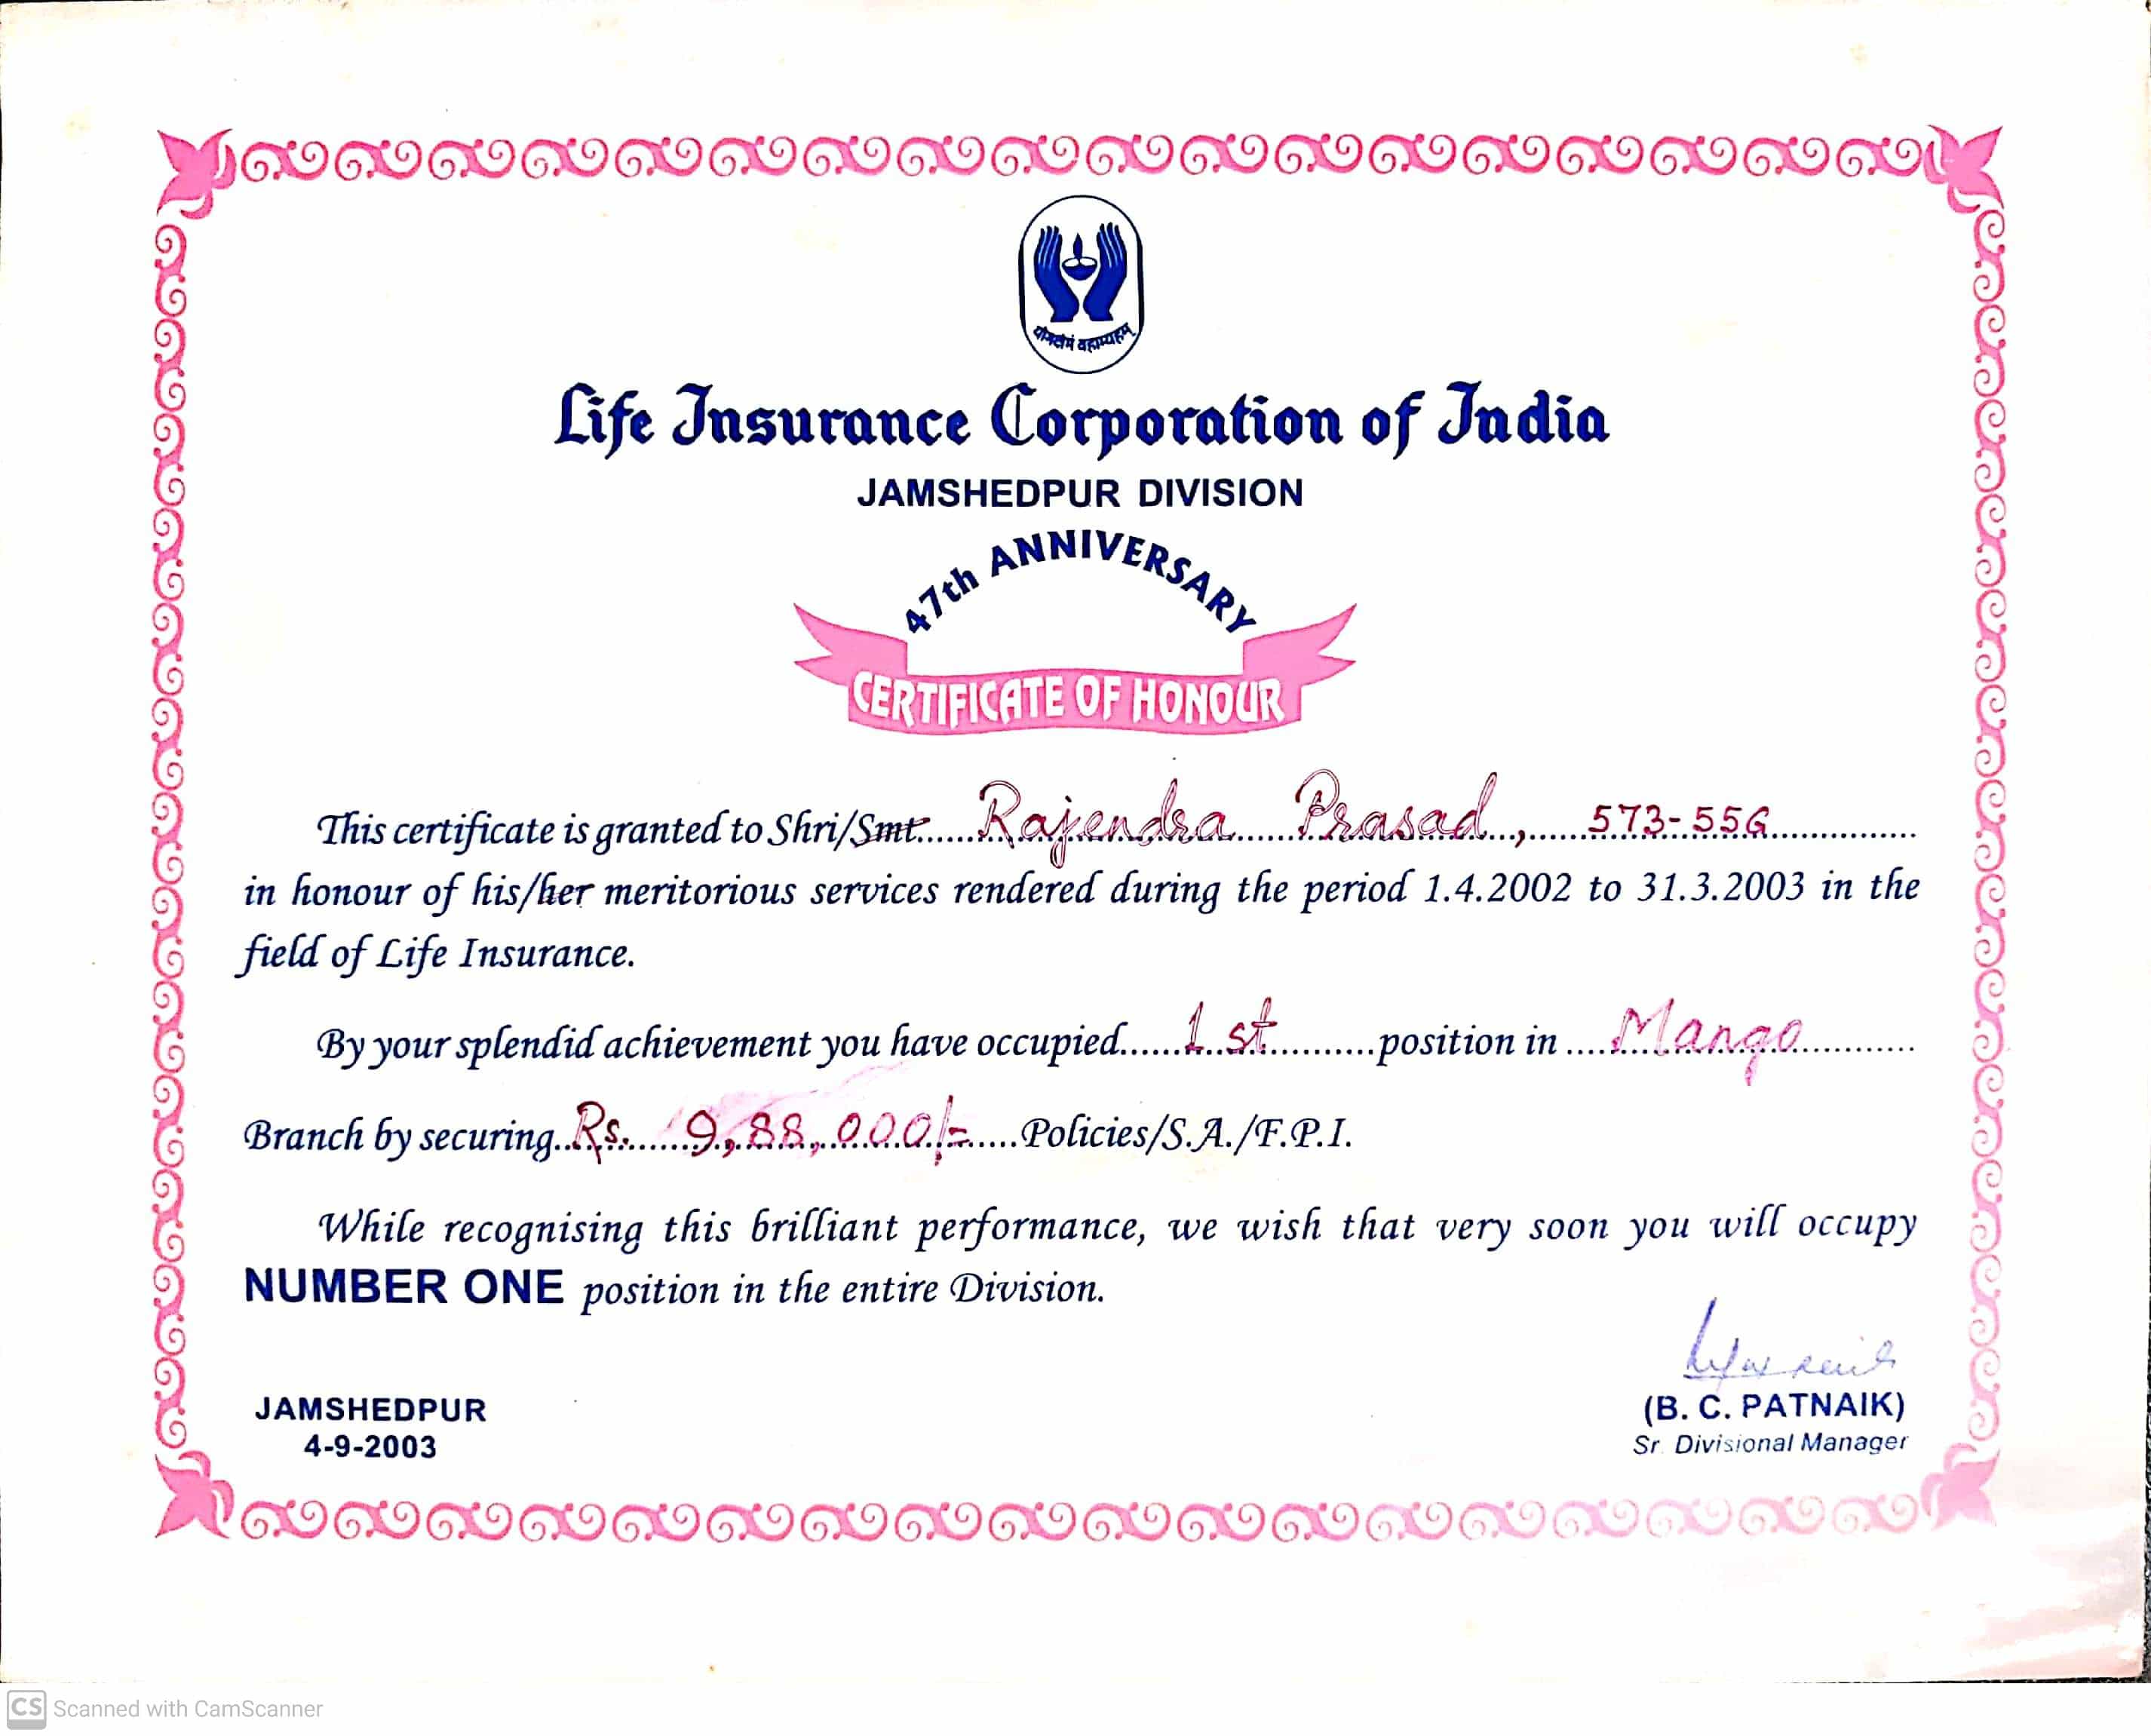 योगक्षेमं वहाम्यहम्
Life Insurance Corporation of India
JAMSHEDPUR DIVISION
47th ANNIVERSARY
CERTIFICATE OF HONOUR
This certificate is granted to Shri/Smt. Rajendra Prasad, 573-55G
in honour of his/her meritorious services rendered during the period 1.4.2002 to 31.3.2003 in the
field of Life Insurance.
By your splendid achievement you have occupied......1st..........position in ....Mango
Branch by securing..Rs. 9,88,000/-.....Policies/S.A./F.P.I.
While recognising this brilliant performance, we wish that very soon you will occupy
NUMBER ONE position in the entire Division.
JAMSHEDPUR
4-9-2003
(B. C. PATNAIK)
Sr. Divisional Manager
CS Scanned with CamScanner